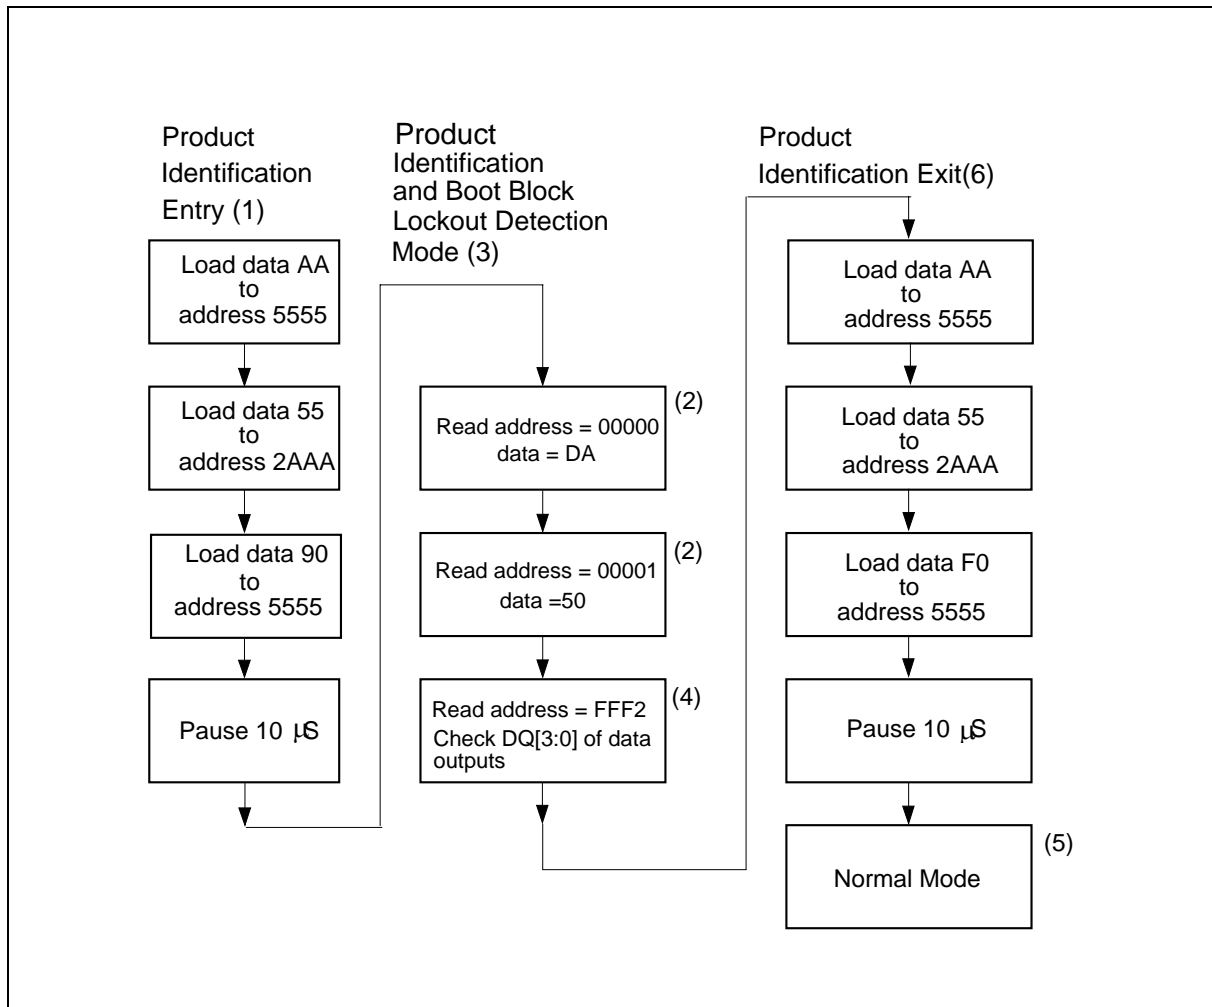 Product
Identification
Entry (1)
Load data AA
to
address 5555
Load data 55
to
address 2AAA
Load data 90
to
address 5555
Pause 10 µS
Product
Identification
and Boot Block
Lockout Detection
Mode (3)
Read address = 00000
data = DA
(2)
Read address = 00001
data =50
(2)
Read address = FFF2
Check DQ[3:0] of data
outputs
(4)
Product
Identification Exit(6)
Load data AA
to
address 5555
Load data 55
to
address 2AAA
Load data F0
to
address 5555
Pause 10 µS
Normal Mode
(5)